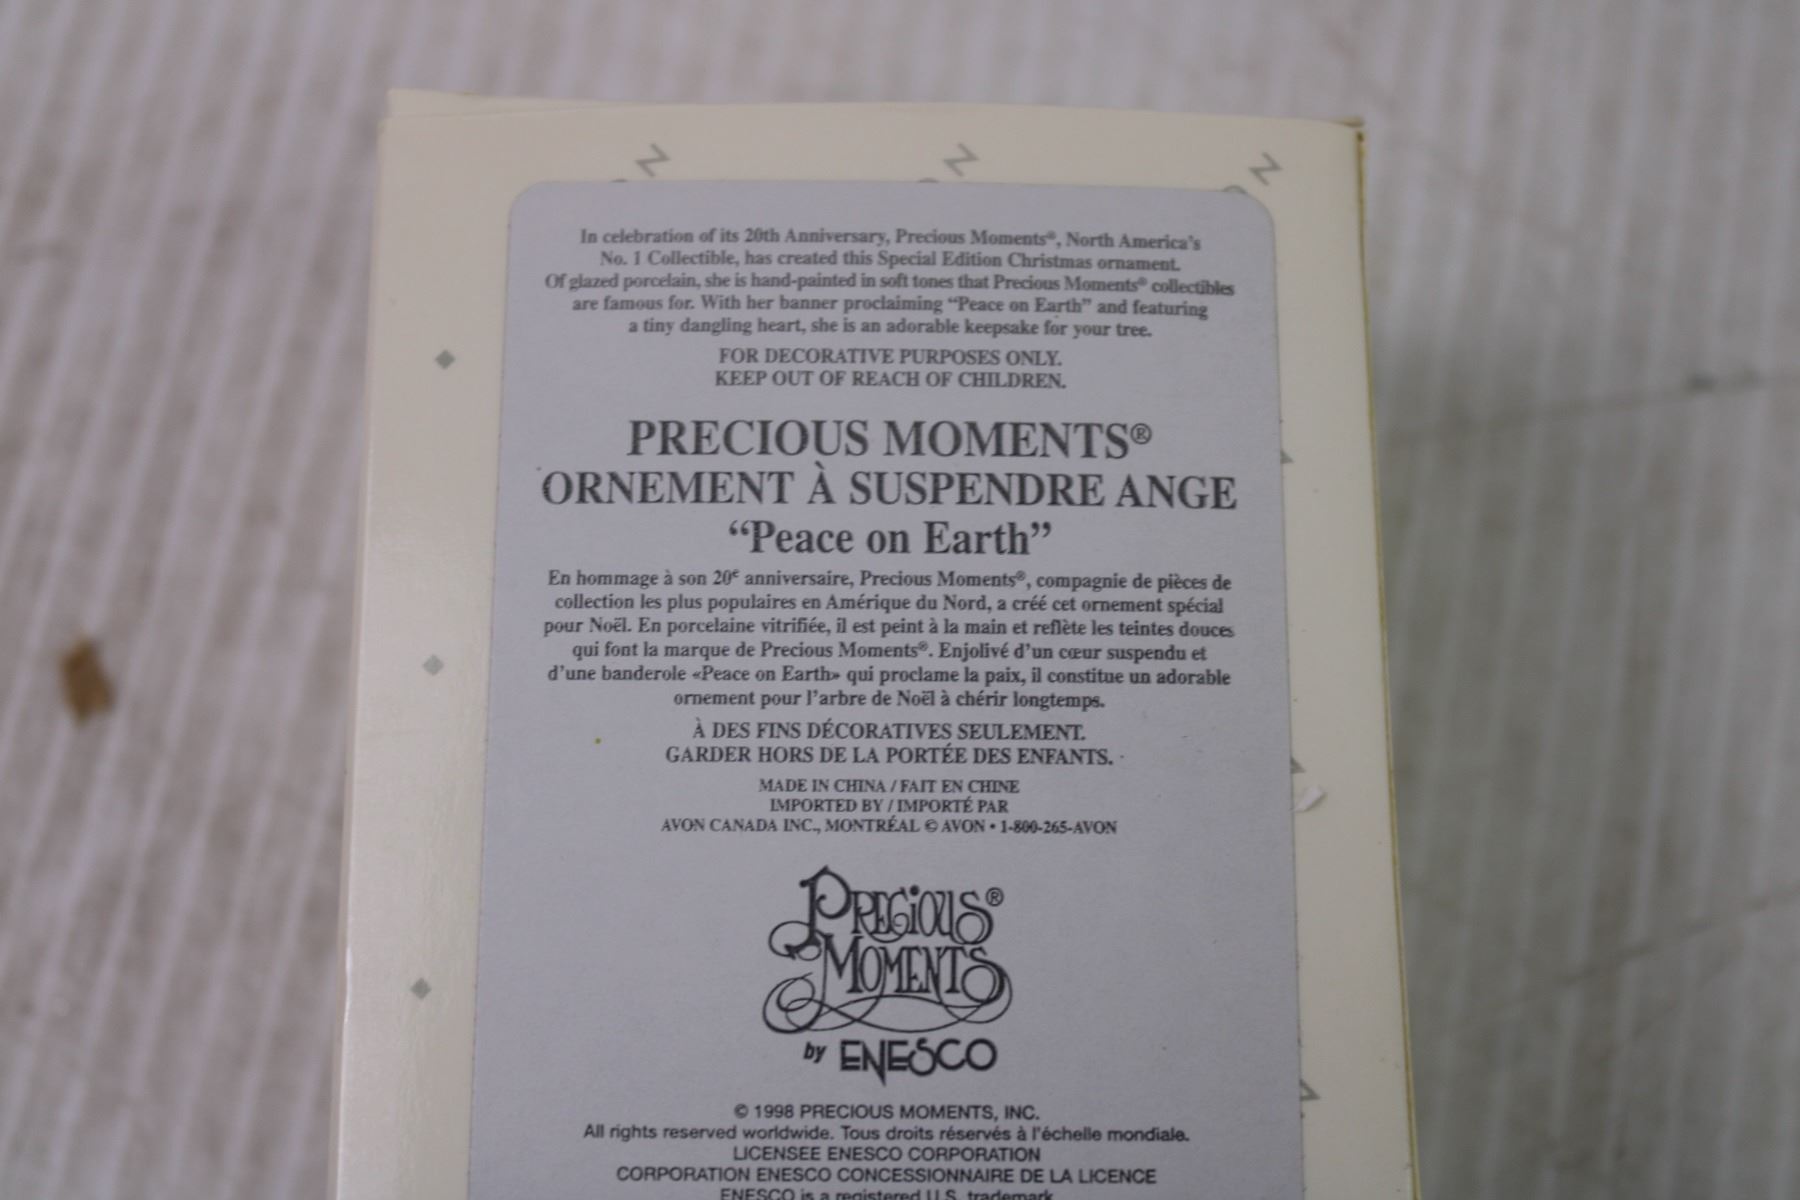 In celebration of its 20th Anniversary, Precious Moments®, North America's
No. 1 Collectible, has created this Special Edition Christmas ornament.
Of glazed porcelain, she is hand-painted in soft tones that Precious Moments® collectibles
are famous for. With her banner proclaiming “Peace on Earth” and featuring
a tiny dangling heart, she is an adorable keepsake for your tree.
FOR DECORATIVE PURPOSES ONLY.
KEEP OUT OF REACH OF CHILDREN.
PRECIOUS MOMENTS®
ORNEMENT À SUSPENDRE ANGE
“Peace on Earth”
En hommage à son 20e anniversaire, Precious Moments®, compagnie de pièces de
collection les plus populaires en Amérique du Nord, a créé cet ornement spécial
pour Noël. En porcelaine vitrifiée, il est peint à la main et reflète les teintes douces
qui font la marque de Precious Moments®. Enjolivé d'un cœur suspendu et
d'une banderole «Peace on Earth» qui proclame la paix, il constitue un adorable
ornement pour l'arbre de Noël à chérir longtemps.
À DES FINS DÉCORATIVES SEULEMENT.
GARDER HORS DE LA PORTÉE DES ENFANTS.
MADE IN CHINA / FAIT EN CHINE
IMPORTED BY / IMPORTÉ PAR
AVON CANADA INC., MONTRÉAL © AVON • 1-800-265-AVON
PRECIOUS®
MOMENTS
by ENESCO
© 1998 PRECIOUS MOMENTS, INC.
All rights reserved worldwide. Tous droits réservés à l'échelle mondiale.
LICENSEE ENESCO CORPORATION
CORPORATION ENESCO CONCESSIONNAIRE DE LA LICENCE
ENESCO is a registered U.S. trademark